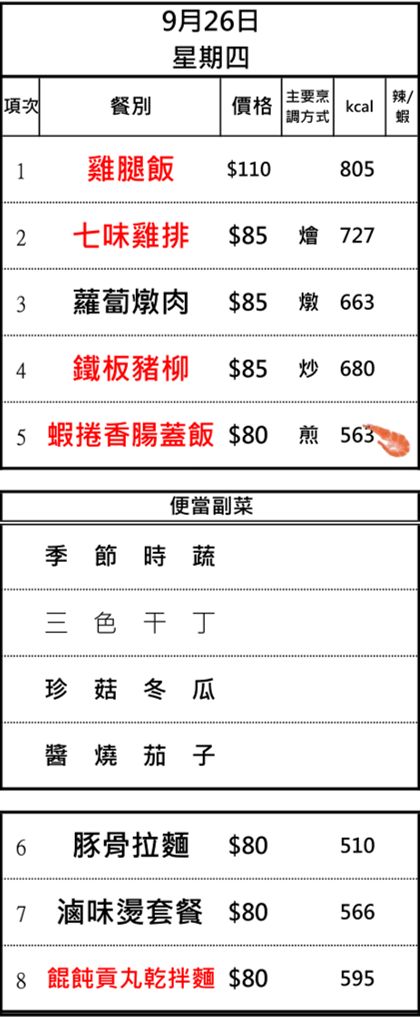 9月26日
星期四
項次 餐別 價格 主要烹調方式 kcal 辣/蝦
1 雞腿飯 $110 805
2 七味雞排 $85 燴 727
3 蘿蔔燉肉 $85 燉 663
4 鐵板豬柳 $85 炒 680
5 蝦捲香腸蓋飯 $80 煎 563
便當副菜
季節時蔬
三色干丁
珍菇冬瓜
醬燒茄子
6 豚骨拉麵 $80 510
7 滷味燙套餐 $80 566
8 餛飩貢丸乾拌麵 $80 595